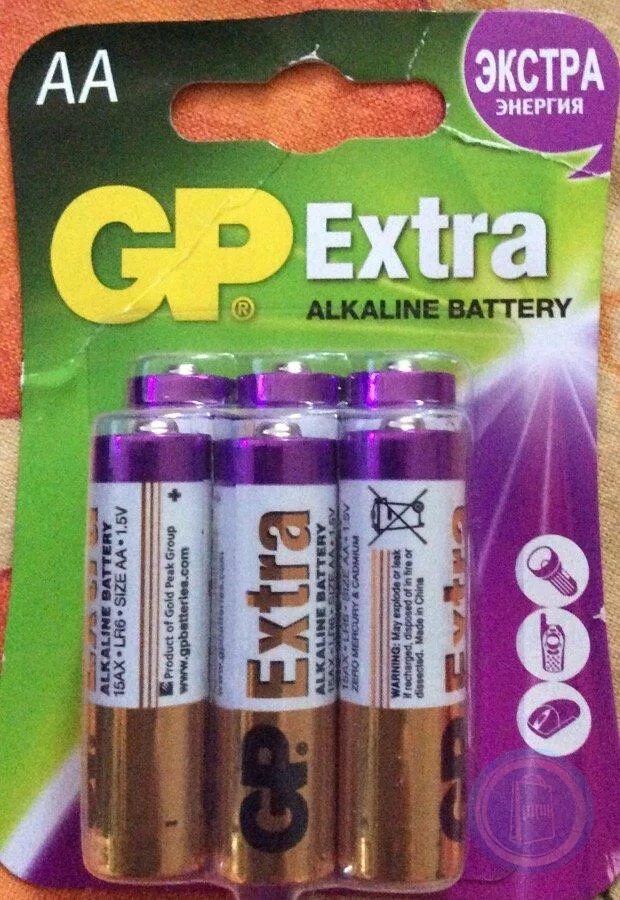 AA
ЭКСТРА
ЭНЕРГИЯ
GP®
Extra
ALKALINE BATTERY
ALKALINE BATTERY
15AX • LR6 • SIZE AA • 1.5V
Product of Gold Peak Group
www.gpbatteries.com
+
-
GP® Extra
ALKALINE BATTERY
15AX • LR6 • SIZE AA • 1.5V
ZERO MERCURY & CADMIUM
WARNING: May explode or leak
if recharged, disposed of in fire or
dissected. Made in China
GP Extra